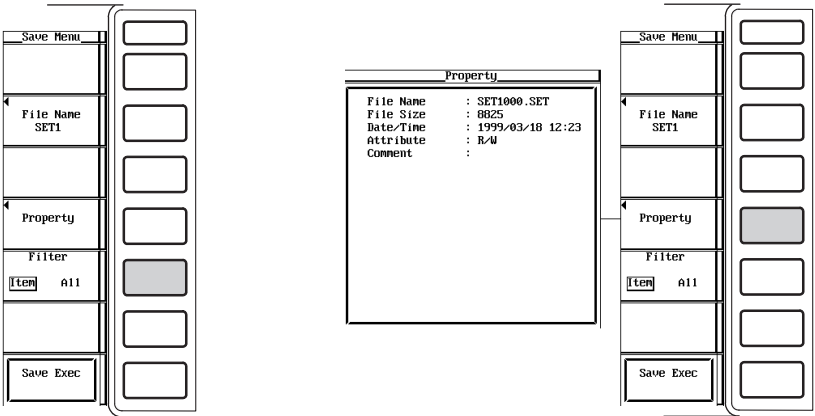 Save Menu
File Name
SET1
Property
Filter
Item All
Save Exec
Property
File Name : SET1000.SET
File Size : 8825
Date/Time : 1999/03/18 12:23
Attribute : R/W
Comment :
Save Menu
File Name
SET1
Property
Filter
Item All
Save Exec